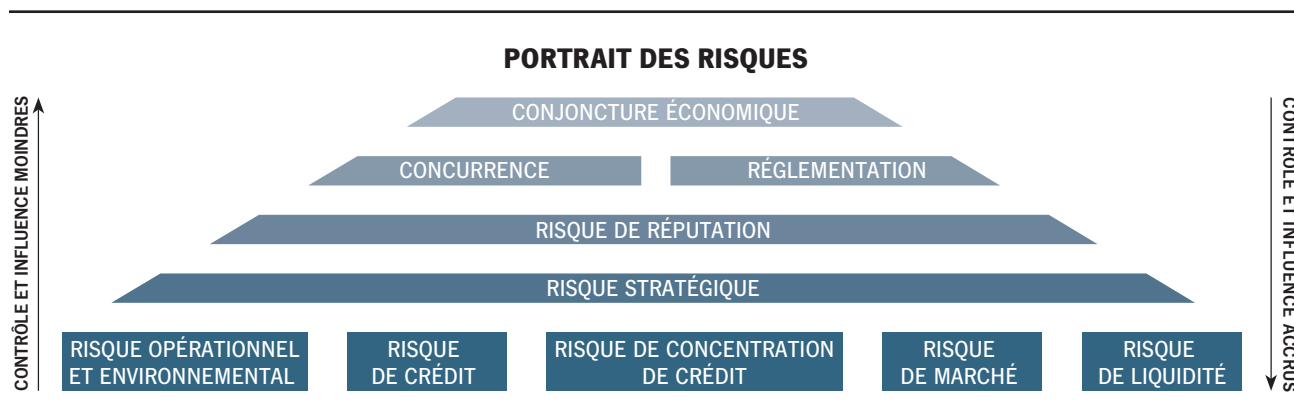 PORTRAIT DES RISQUES
CONTRÔLE ET INFLUENCE MOINDRES
CONJONCTURE ÉCONOMIQUE
CONCURRENCE
RÉGLEMENTATION
RISQUE DE RÉPUTATION
RISQUE STRATÉGIQUE
RISQUE OPÉRATIONNEL
ET ENVIRONNEMENTAL
RISQUE
DE CRÉDIT
RISQUE DE CONCENTRATION
DE CRÉDIT
RISQUE
DE MARCHÉ
RISQUE
DE LIQUIDITÉ
CONTRÔLE ET INFLUENCE ACCRUS